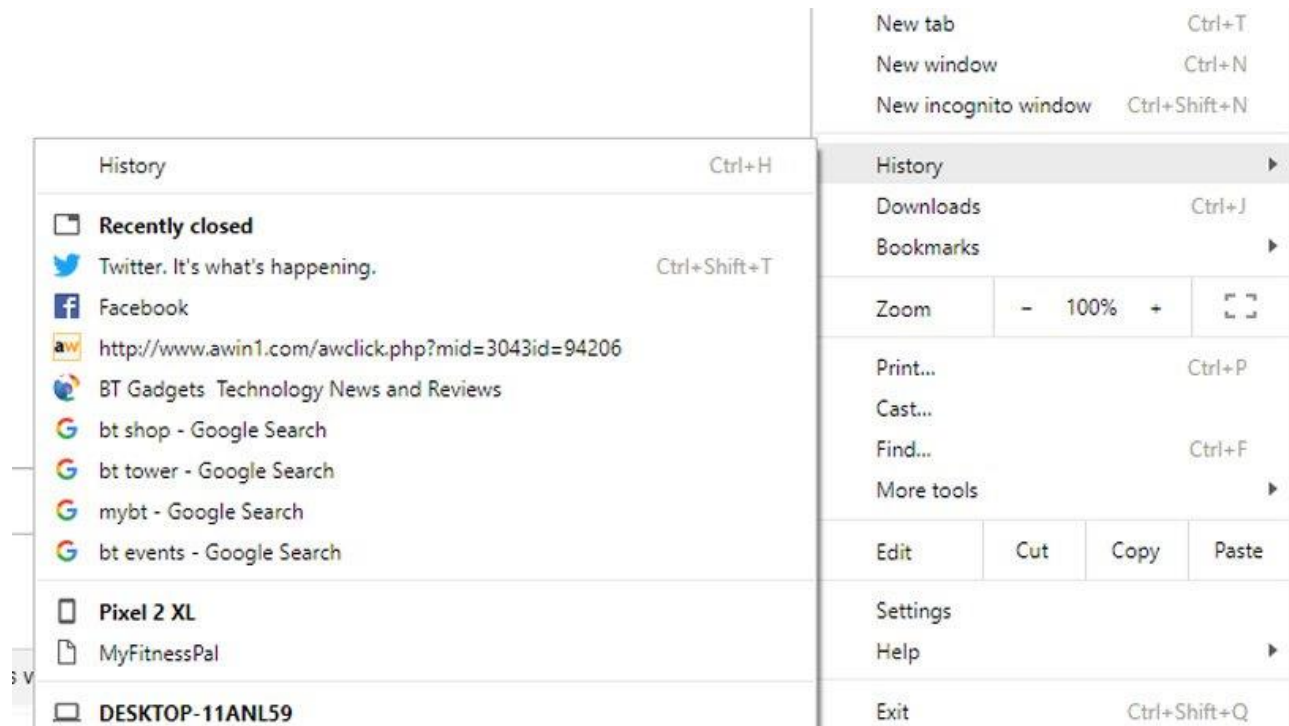 New tab Ctrl+T
New window Ctrl+N
New incognito window Ctrl+Shift+N
History
Downloads Ctrl+J
Bookmarks
Zoom - 100% +
Print... Ctrl+P
Cast...
Find... Ctrl+F
More tools
Edit Cut Copy Paste
Settings
Help
Exit Ctrl+Shift+Q
History Ctrl+H
Recently closed
Twitter. It's what's happening. Ctrl+Shift+T
Facebook
aw http://www.awin1.com/awclick.php?mid=3043id=94206
BT Gadgets Technology News and Reviews
bt shop - Google Search
bt tower - Google Search
mybt - Google Search
bt events - Google Search
Pixel 2 XL
MyFitnessPal
DESKTOP-11ANL59